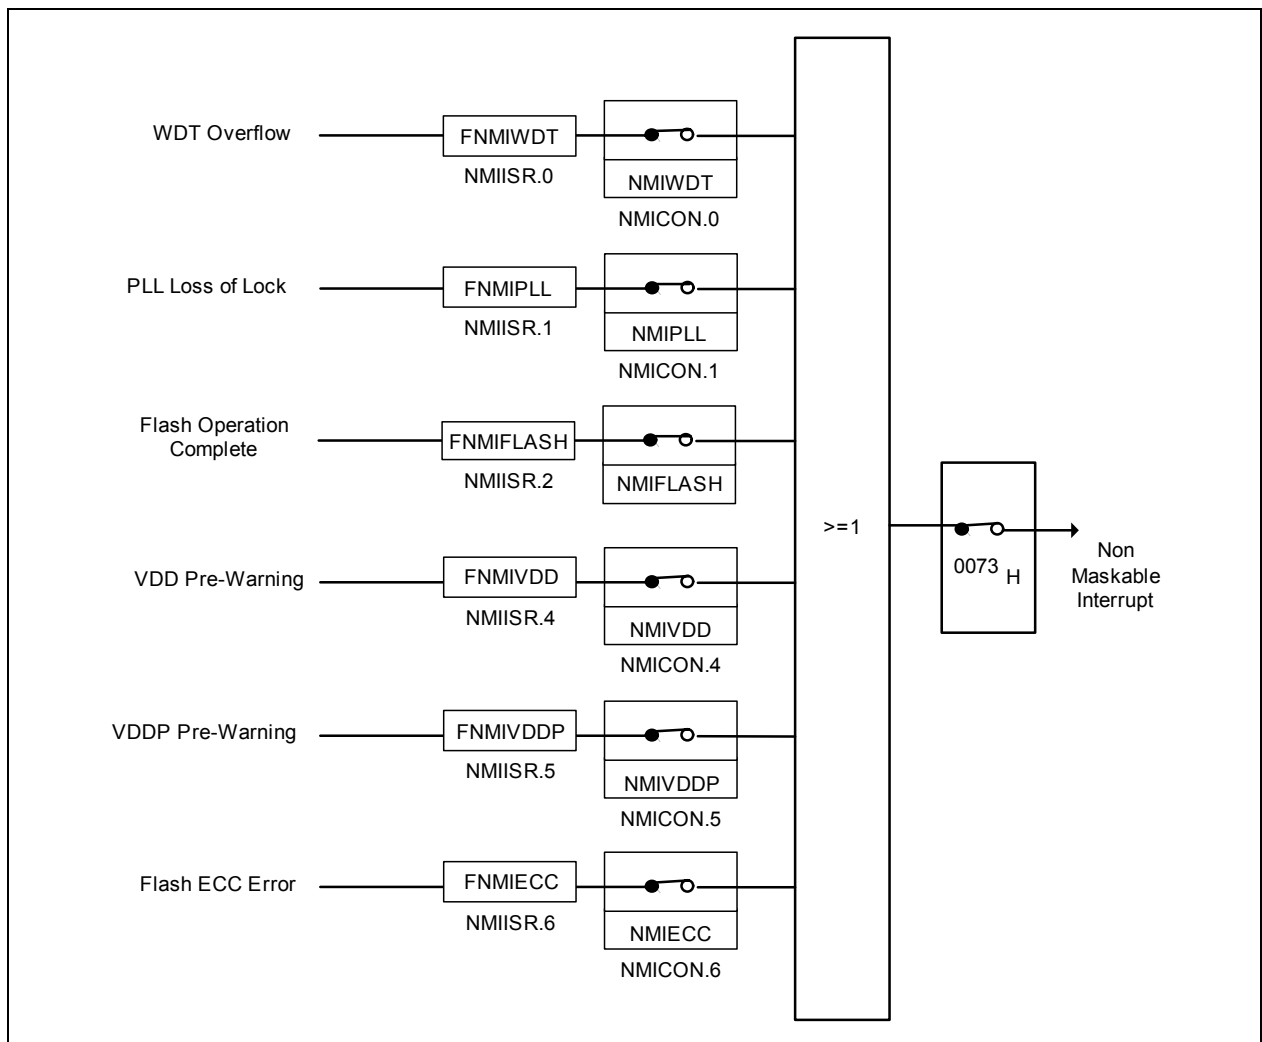 WDT Overflow
FNMIWDT
NMIISR.0
NMIWDT
NMICON.0
PLL Loss of Lock
FNMIPLL
NMIISR.1
NMIPLL
NMICON.1
Flash Operation
Complete
FNMIFLASH
NMIISR.2
NMIFLASH
VDD Pre-Warning
FNMIVDD
NMIISR.4
NMIVDD
NMICON.4
VDDP Pre-Warning
FNMIVDDP
NMIISR.5
NMIVDDP
NMICON.5
Flash ECC Error
FNMIECC
NMIISR.6
NMIECC
NMICON.6
>=1
0073 H
Non
Maskable
Interrupt